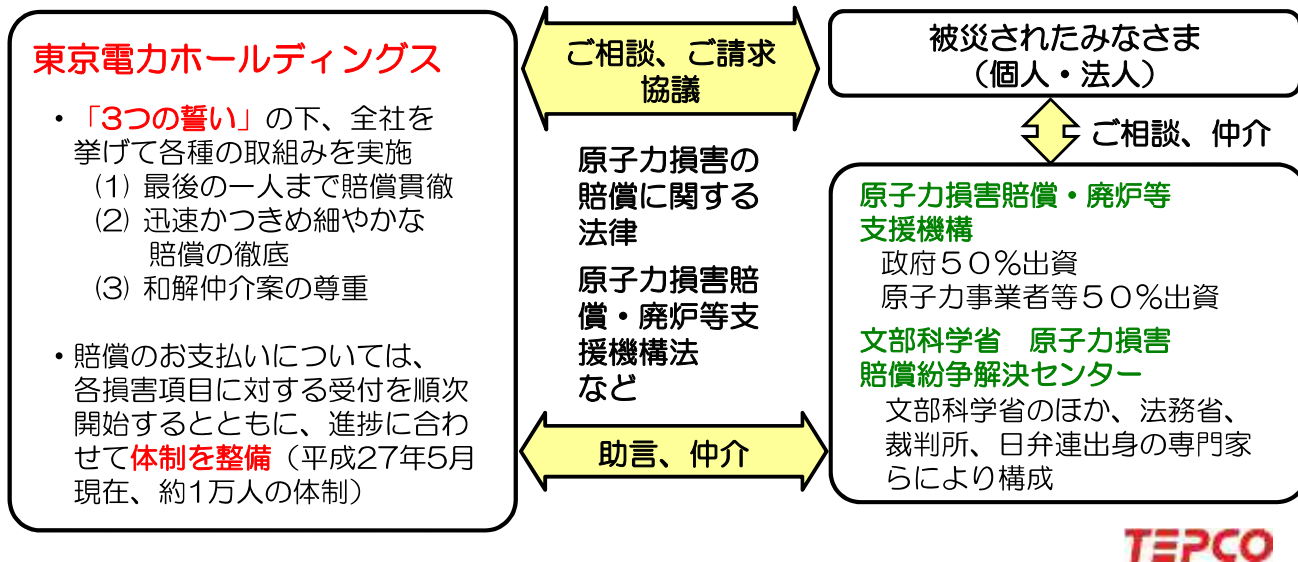 東京電力ホールディングス
・「3つの誓い」の下、全社を
挙げて各種の取組みを実施
(1) 最後の一人まで賠償貫徹
(2) 迅速かつきめ細やかな
賠償の徹底
(3) 和解仲介案の尊重
・賠償のお支払いについては、
各損害項目に対する受付を順次
開始するとともに、進捗に合わ
せて体制を整備（平成27年5月
現在、約1万人の体制）
ご相談、ご請求
協議
原子力損害の
賠償に関する
法律
原子力損害賠
償・廃炉等支
援機構法
など
助言、仲介
被災されたみなさま
（個人・法人）
ご相談、仲介
原子力損害賠償・廃炉等
支援機構
政府５０％出資
原子力事業者等５０％出資
文部科学省　原子力損害
賠償紛争解決センター
文部科学省のほか、法務省、
裁判所、日弁連出身の専門家
らにより構成
TEPCO